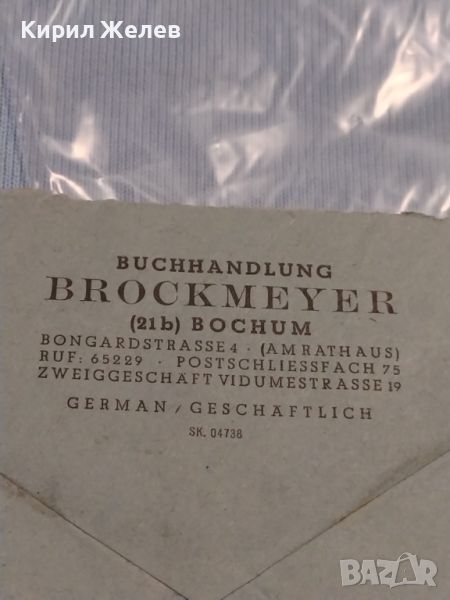 Кирил Желев
BUCHHANDLUNG
BROCKMEYER
(21b) BOCHUM
BONGARDSTRASSE 4 · (AM RATHAUS)
RUF: 65229 · POSTSCHLIESSFACH 75
ZWEIGGESCHÄFT VIDUMESTRASSE 19
GERMAN / GESCHÄFTLICH
SK. 04738
BAZAR